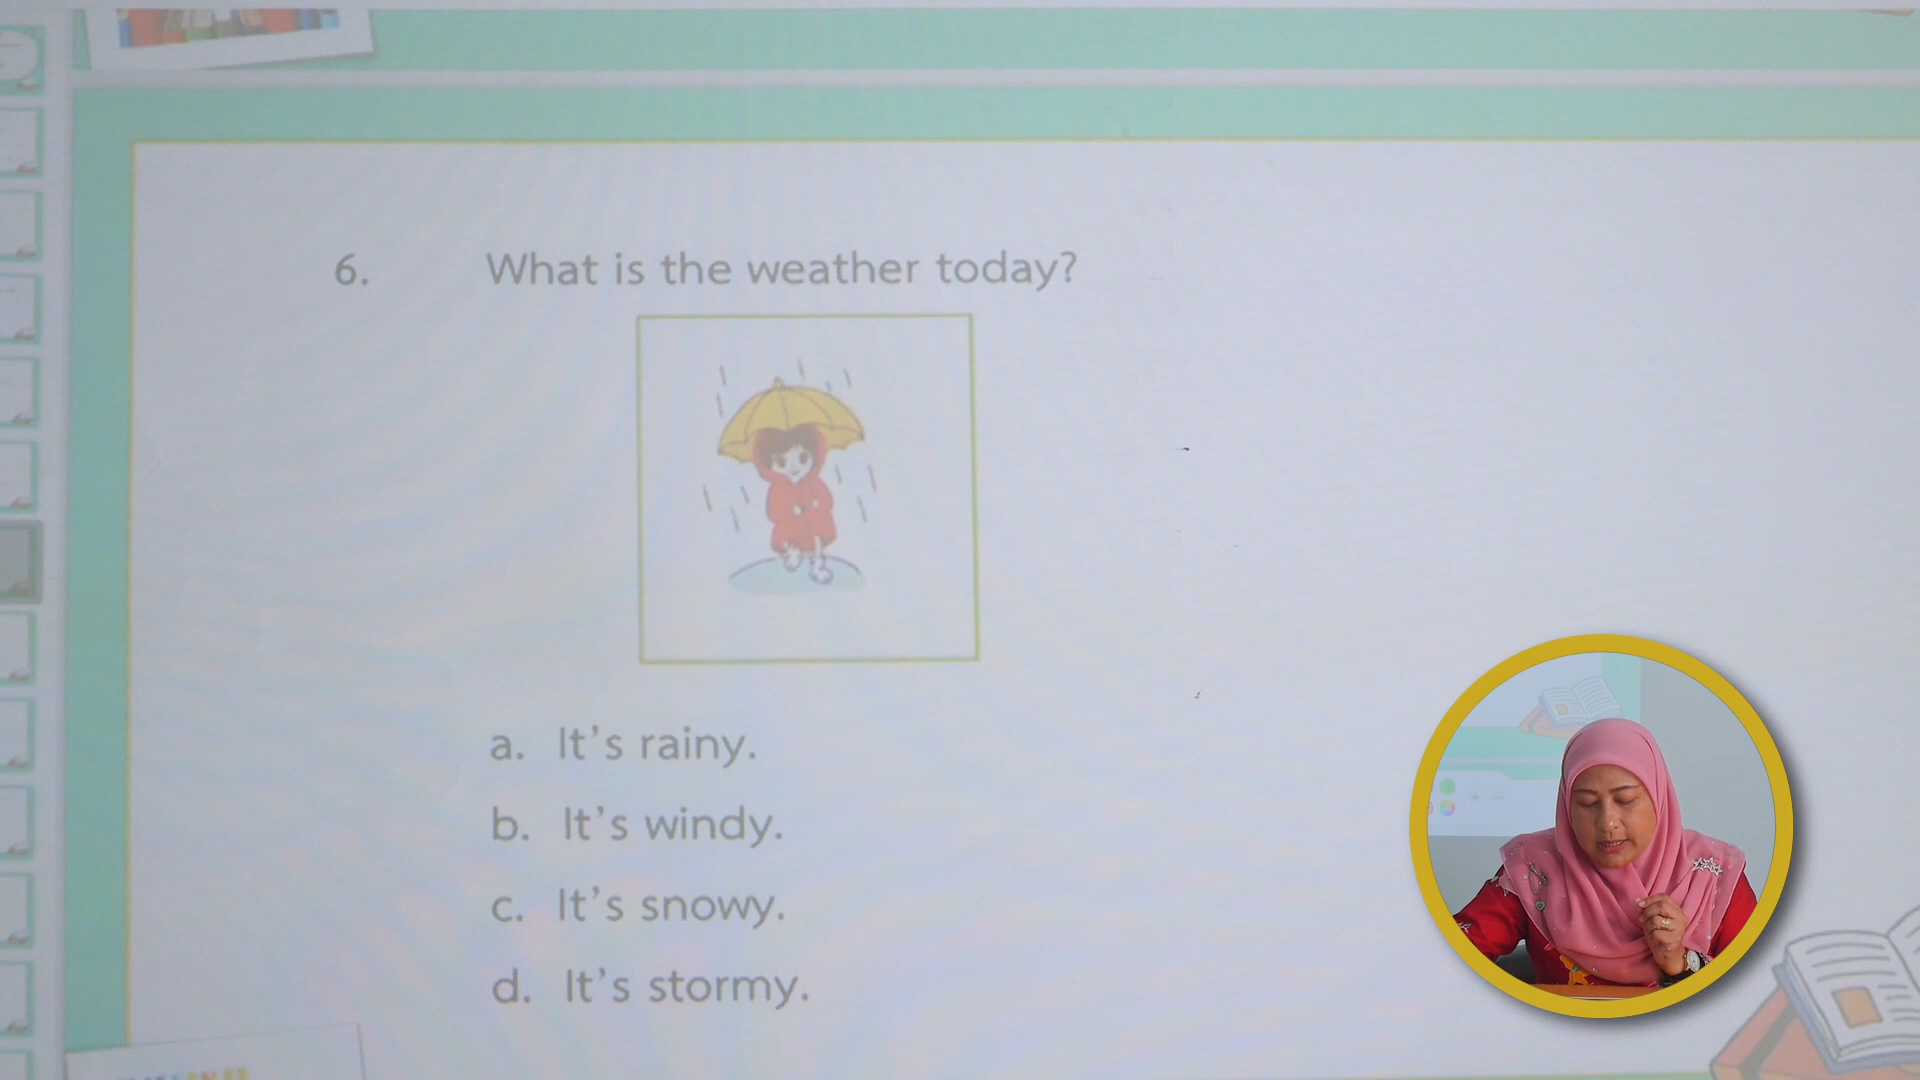 6. What is the weather today?
a. It's rainy.
b. It's windy.
c. It's snowy.
d. It's stormy.